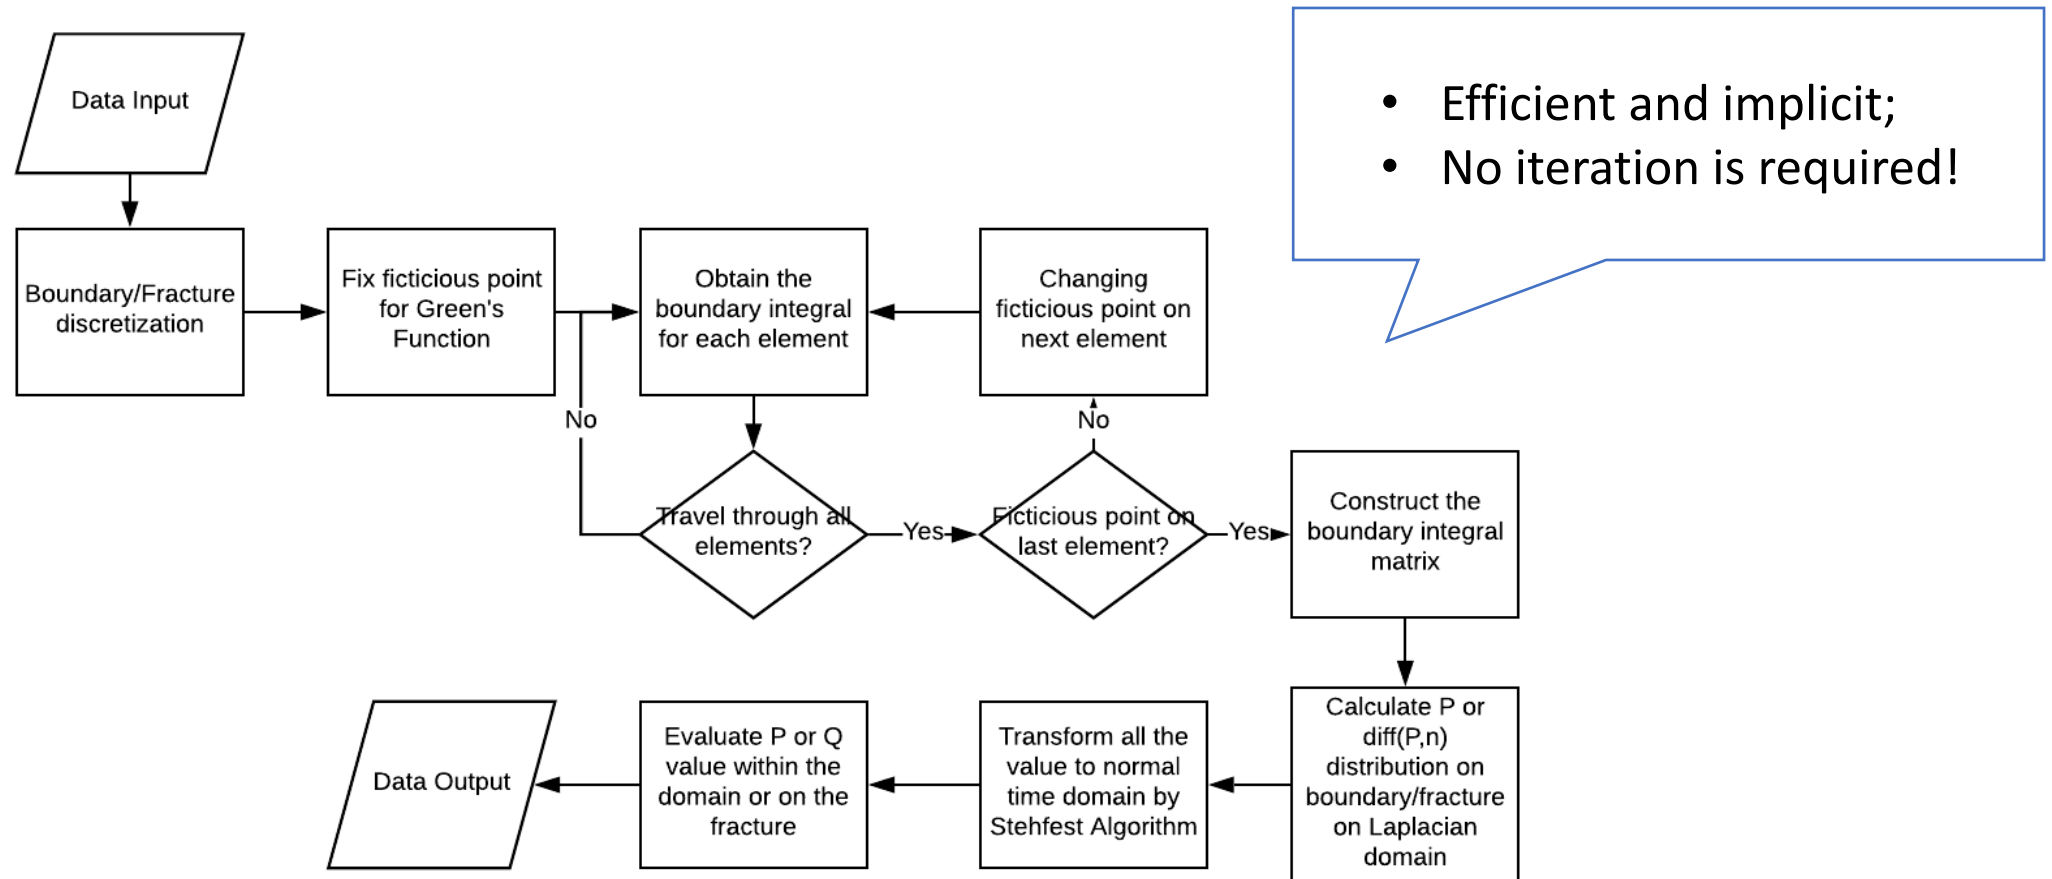 Data Input
• Efficient and implicit;
• No iteration is required!
Boundary/Fracture
discretization
Fix ficticious point
for Green's
Function
Obtain the
boundary integral
for each element
Changing
ficticious point on
next element
No
No
Travel through all
elements?
Yes
Ficticious point on
last element?
Yes
Construct the
boundary integral
matrix
Data Output
Evaluate P or Q
value within the
domain or on the
fracture
Transform all the
value to normal
time domain by
Stehfest Algorithm
Calculate P or
diff(P,n)
distribution on
boundary/fracture
on Laplacian
domain